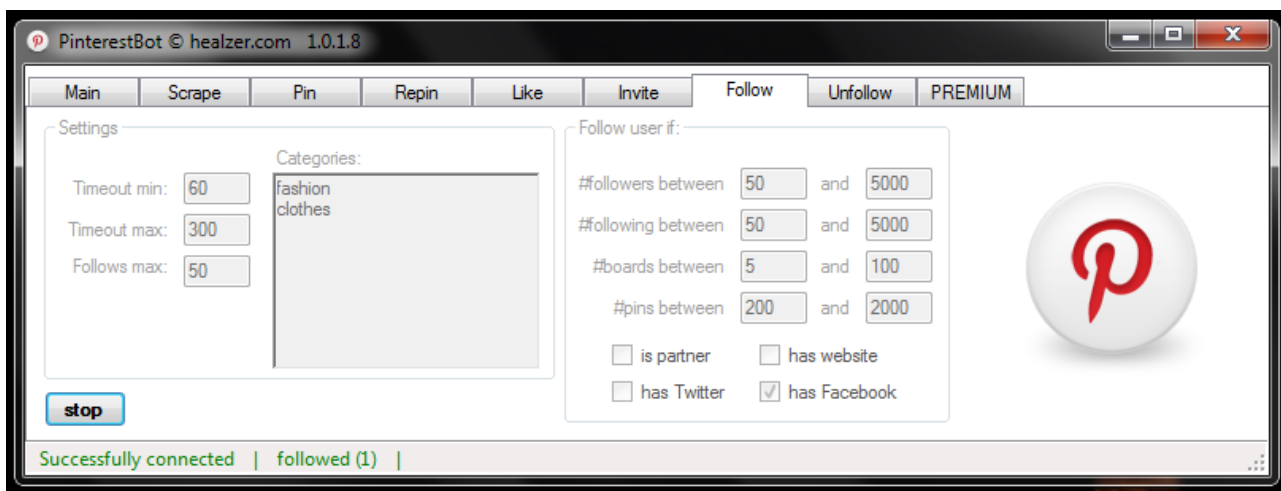 PinterestBot © healzer.com 1.0.1.8
Main Scrape Pin Repin Like Invite Follow Unfollow PREMIUM
Settings
Categories:
Timeout min: 60
Timeout max: 300
Follows max: 50
fashion
clothes
Follow user if:
#followers between 50 and 5000
#following between 50 and 5000
#boards between 5 and 100
#pins between 200 and 2000
is partner has website
has Twitter has Facebook
stop
Successfully connected | followed (1) |